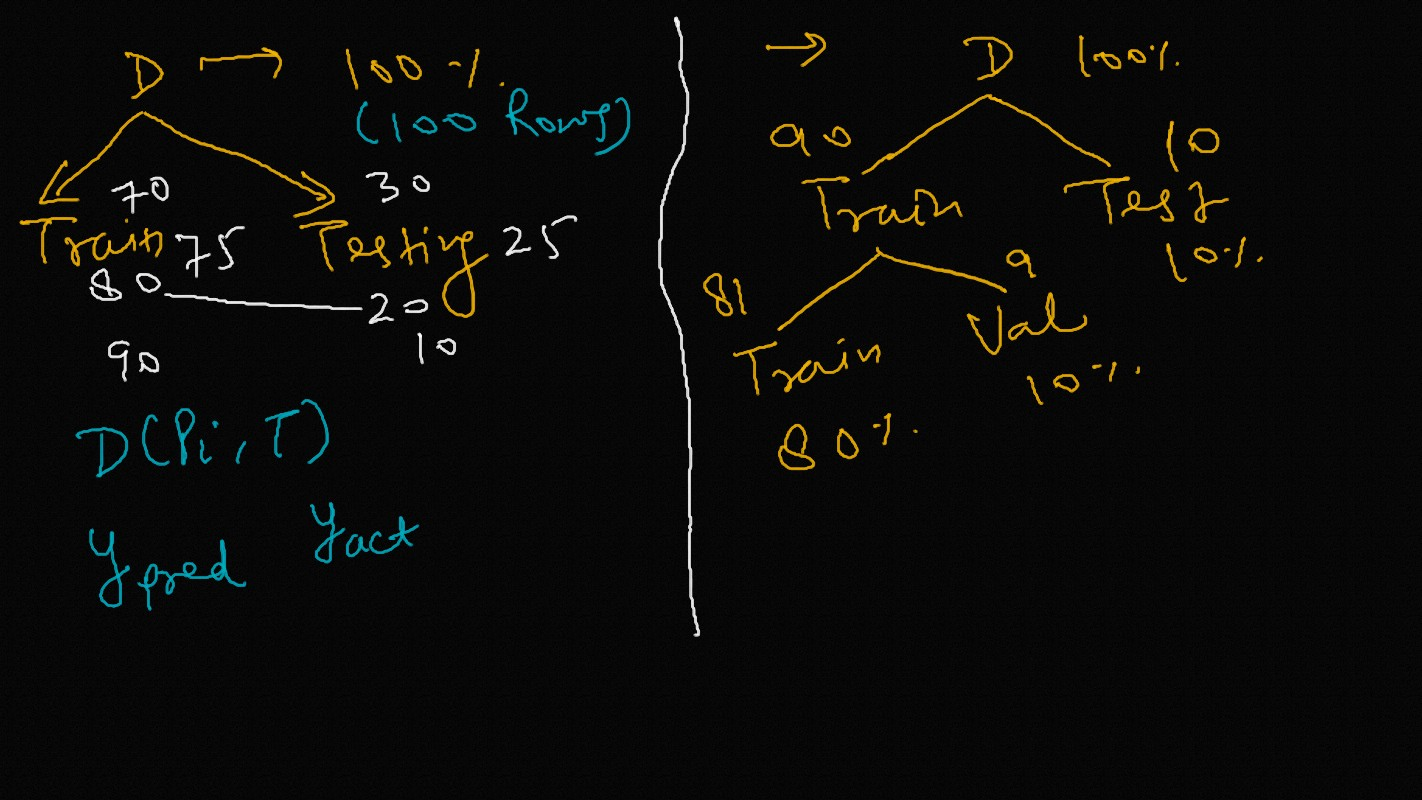 D → 100 %.
(100 Rows)
70 30
Train 75 Testing 25
80 20
90 10
D(Pi, T)
ypred yact
→ D 100%.
90 10
Train Test
10%.
81 9
Train Val
10%.
80%.